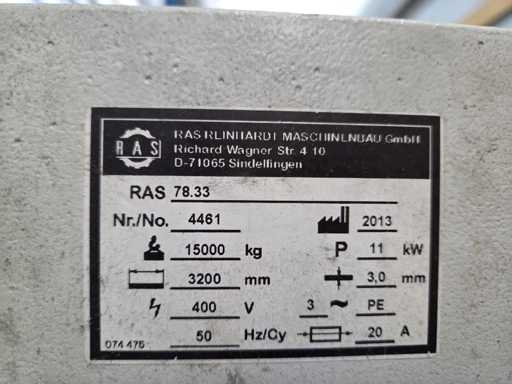 RAS
RAS REINHARDT MASCHINENBAU GmbH
Richard Wagner Str. 4 10
D-71065 Sindelfingen
RAS 78.33
Nr./No. 4461 2013
15000 kg P 11 kW
3200 mm 3,0 mm
400 V 3 ~ PE
50 Hz/Cy 20 A
074 476